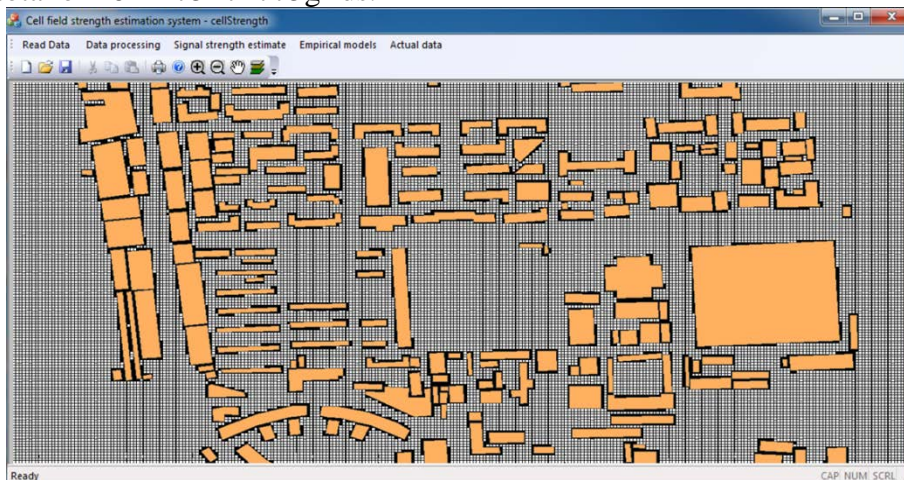 Cell field strength estimation system - cellStrength
Read Data Data processing Signal strength estimate Empirical models Actual data
Ready CAP NUM SCRL